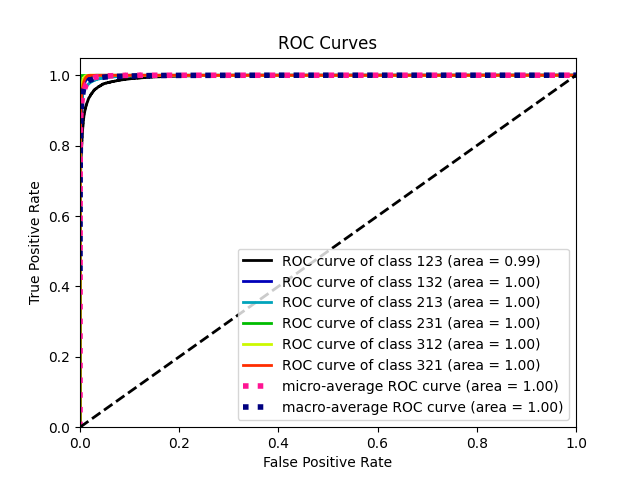 ROC Curves
True Positive Rate
1.0
0.8
0.6
0.4
0.2
0.0
ROC curve of class 123 (area = 0.99)
ROC curve of class 132 (area = 1.00)
ROC curve of class 213 (area = 1.00)
ROC curve of class 231 (area = 1.00)
ROC curve of class 312 (area = 1.00)
ROC curve of class 321 (area = 1.00)
micro-average ROC curve (area = 1.00)
macro-average ROC curve (area = 1.00)
0.0 0.2 0.4 0.6 0.8 1.0
False Positive Rate